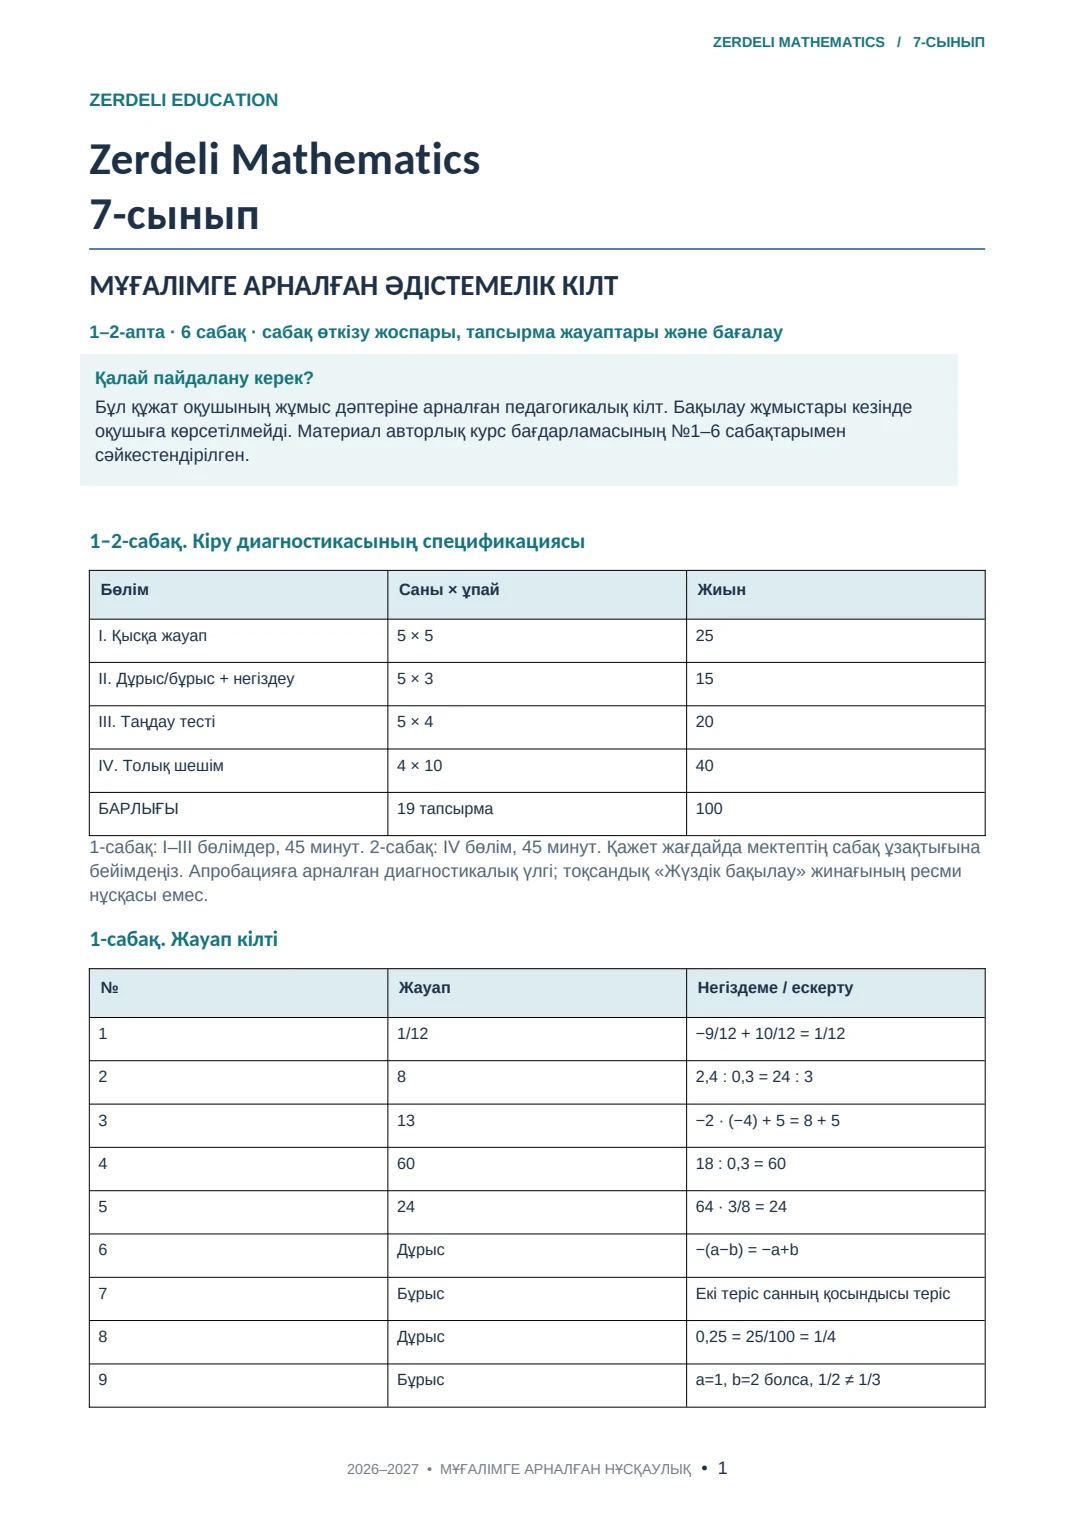 ZERDELI MATHEMATICS / 7-СЫНЫП
ZERDELI EDUCATION
Zerdeli Mathematics
7-сынып
МҰҒАЛІМГЕ АРНАЛҒАН ӘДІСТЕМЕЛІК КІЛТ
1–2-апта · 6 сабақ · сабақ өткізу жоспары, тапсырма жауаптары және бағалау
Қалай пайдалану керек?
Бұл құжат оқушының жұмыс дәптеріне арналған педагогикалық кілт. Бақылау жұмыстары кезінде
оқушыға көрсетілмейді. Материал авторлық курс бағдарламасының №1–6 сабақтарымен
сәйкестендірілген.
1–2-сабақ. Кіру диагностикасының спецификациясы
Бөлім Саны × ұпай Жиын
I. Қысқа жауап 5 × 5 25
II. Дұрыс/бұрыс + негіздеу 5 × 3 15
III. Таңдау тесті 5 × 4 20
IV. Толық шешім 4 × 10 40
БАРЛЫҒЫ 19 тапсырма 100
1-сабақ: I–III бөлімдер, 45 минут. 2-сабақ: IV бөлім, 45 минут. Қажет жағдайда мектептің сабақ ұзақтығына
бейімдеңіз. Апробацияға арналған диагностикалық үлгі; тоқсандық «Жүздік бақылау» жинағының ресми
нұсқасы емес.
1-сабақ. Жауап кілті
№ Жауап Негіздеме / ескерту
1 1/12 −9/12 + 10/12 = 1/12
2 8 2,4 : 0,3 = 24 : 3
3 13 −2 · (−4) + 5 = 8 + 5
4 60 18 : 0,3 = 60
5 24 64 · 3/8 = 24
6 Дұрыс −(a−b) = −a+b
7 Бұрыс Екі теріс санның қосындысы теріс
8 Дұрыс 0,25 = 25/100 = 1/4
9 Бұрыс a=1, b=2 болса, 1/2 ≠ 1/3
2026–2027 • МҰҒАЛІМГЕ АРНАЛҒАН НҰСҚАУЛЫҚ • 1